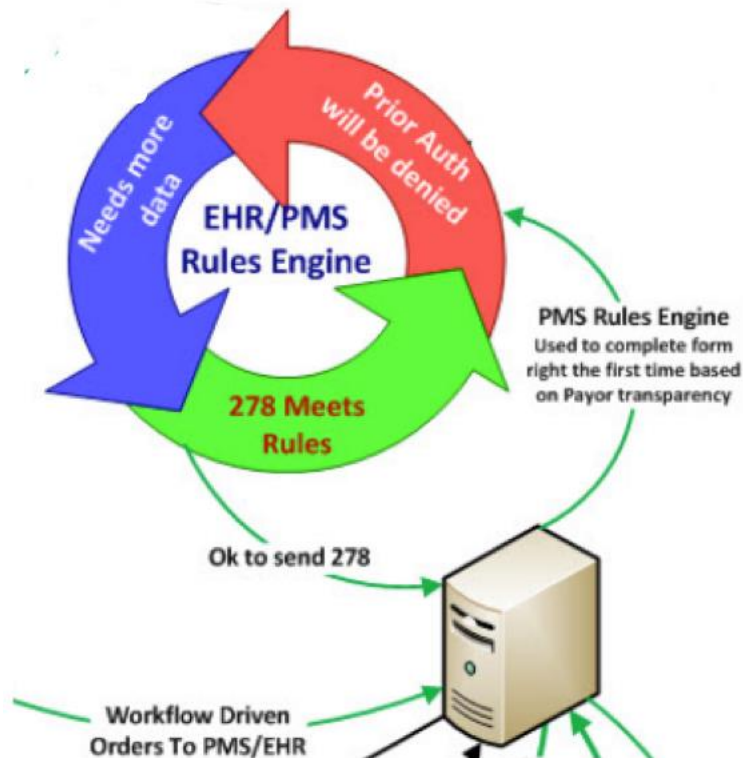 Prior Auth
will be denied
Needs more
data
EHR/PMS
Rules Engine
278 Meets
Rules
PMS Rules Engine
Used to complete form
right the first time based
on Payor transparency
Ok to send 278
Workflow Driven
Orders To PMS/EHR